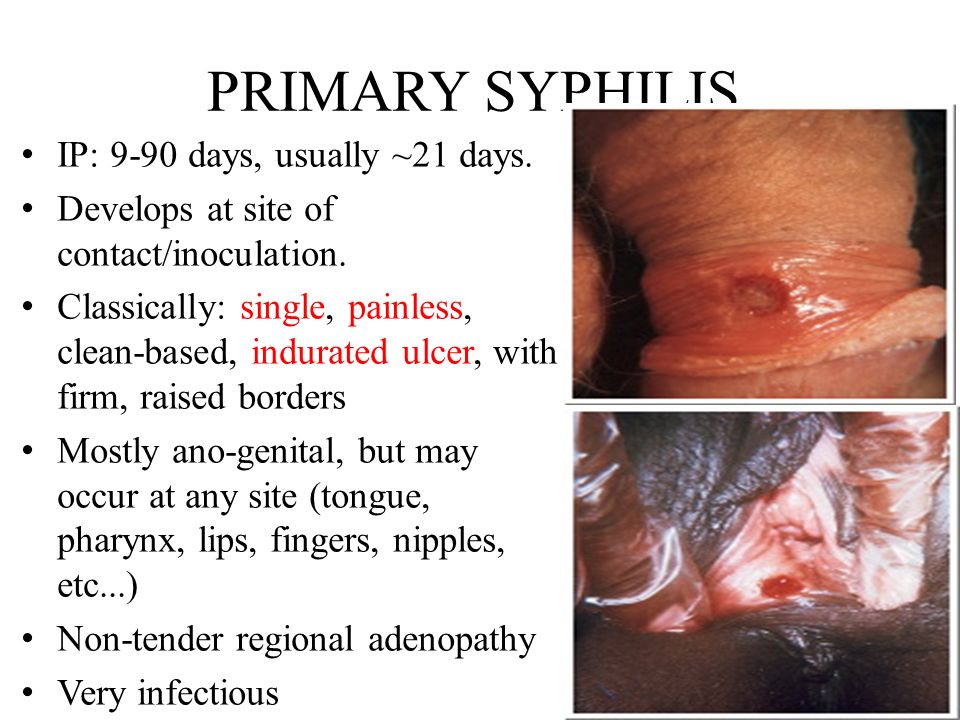 PRIMARY SYPHILIS
• IP: 9-90 days, usually ~21 days.
• Develops at site of
contact/inoculation.
• Classically: single, painless,
clean-based, indurated ulcer, with
firm, raised borders
• Mostly ano-genital, but may
occur at any site (tongue,
pharynx, lips, fingers, nipples,
etc...)
• Non-tender regional adenopathy
• Very infectious